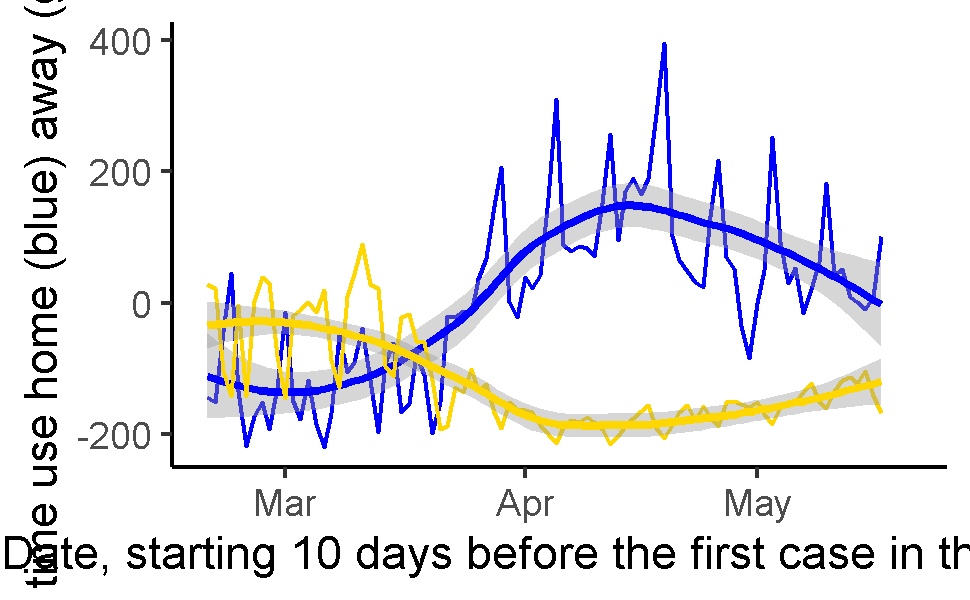 time use home (blue) away (
400
200
0
-200
Mar Apr May
Date, starting 10 days before the first case in th